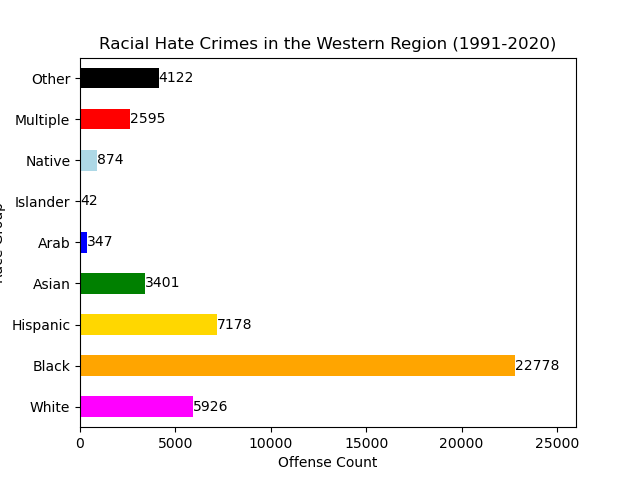 Racial Hate Crimes in the Western Region (1991-2020)
Other 4122
Multiple 2595
Native 874
Islander 42
Arab 347
Asian 3401
Hispanic 7178
Black 22778
White 5926
0 5000 10000 15000 20000 25000
Offense Count